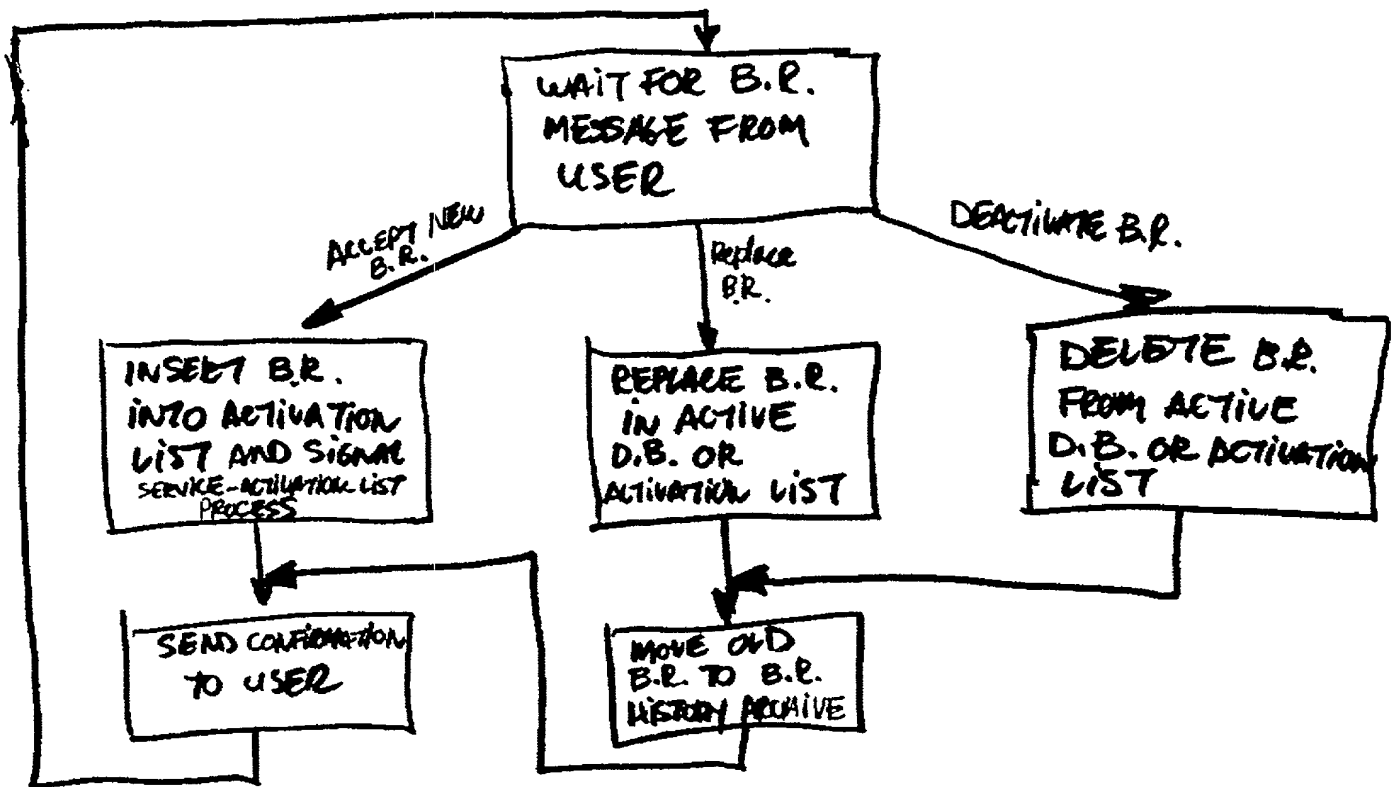 WAIT FOR B.R.
MESSAGE FROM
USER
ACCEPT NEW
B.R.
Replace
B.R.
DEACTIVATE B.R.
INSERT B.R.
INTO ACTIVATION
LIST AND SIGNAL
SERVICE-ACTIVATION LIST
PROCESS
REPLACE B.R.
IN ACTIVE
D.B. OR
ACTIVATION LIST
DELETE B.R.
FROM ACTIVE
D.B. OR ACTIVATION
LIST
SEND CONFIRMATION
TO USER
MOVE OLD
B.R. TO B.R.
HISTORY ARCHIVE